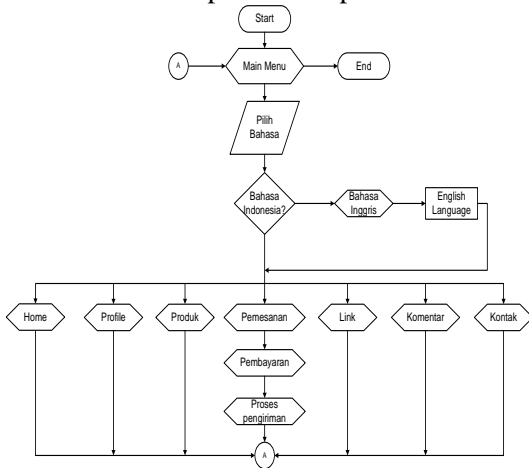 Start
A
Main Menu
End
Pilih
Bahasa
Bahasa
Indonesia?
Bahasa
Inggris
English
Language
Home
Profile
Produk
Pemesanan
Link
Komentar
Kontak
Pembayaran
Proses
pengiriman
A